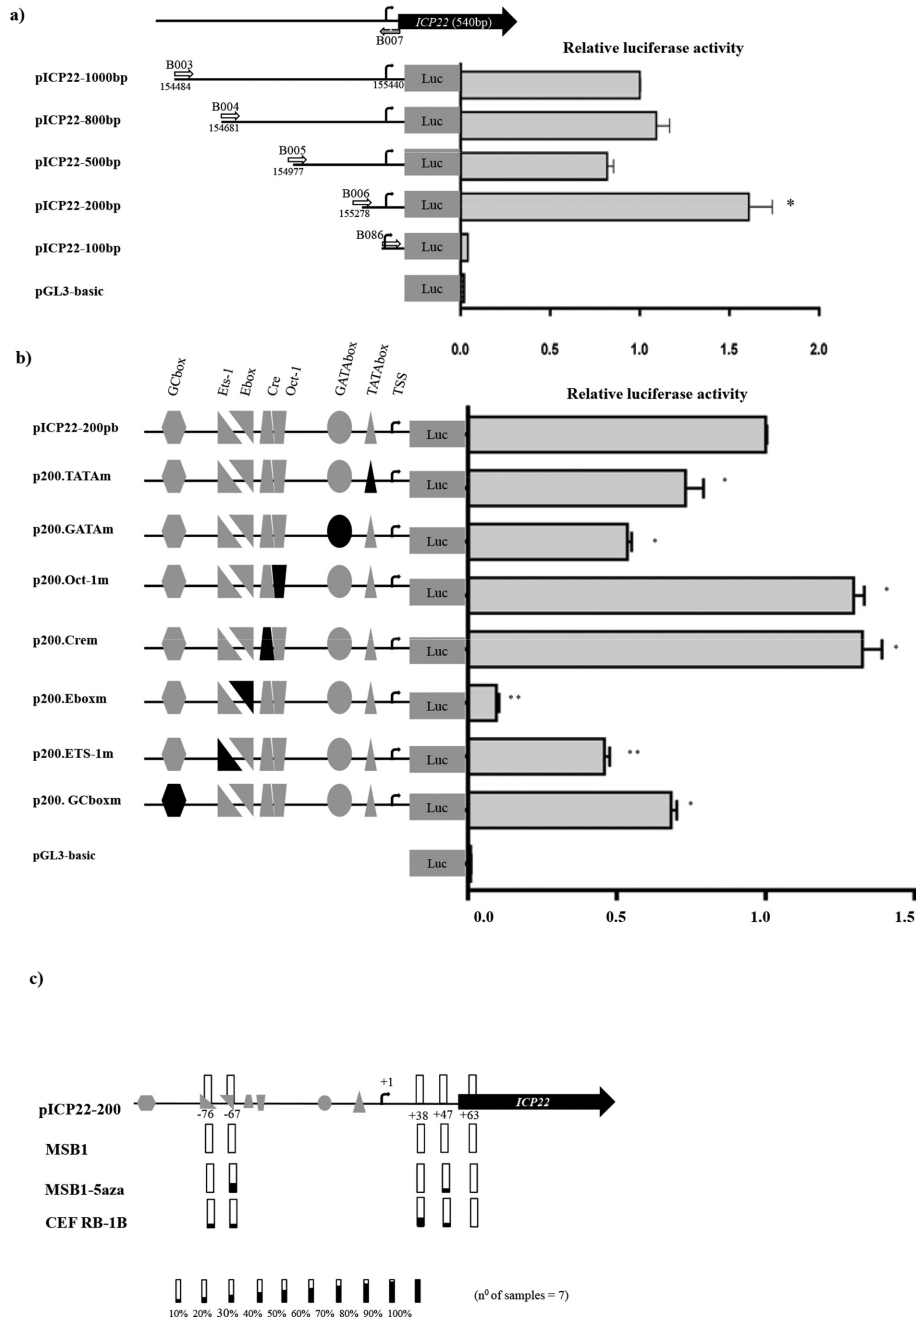 a)
ICP22 (540bp)
B007
Relative luciferase activity
pICP22-1000bp
B003
154484
155440
Luc
pICP22-800bp
B004
154681
Luc
pICP22-500bp
B005
154977
Luc
pICP22-200bp
B006
155278
Luc
*
pICP22-100bp
B086
Luc
pGL3-basic
Luc
0.0 0.5 1.0 1.5 2.0
b)
GCbox Ets-1 Ebox Cre Oct-1 GATAbox TATAbox TSS
Relative luciferase activity
pICP22-200pb
Luc
p200.TATAm
Luc
*
p200.GATAm
Luc
*
p200.Oct-1m
Luc
*
p200.Crem
Luc
*
p200.Eboxm
Luc
**
p200.ETS-1m
Luc
**
p200. GCboxm
Luc
*
pGL3-basic
Luc
0.0 0.5 1.0 1.5
c)
+1
pICP22-200
ICP22
-76 -67 +38 +47 +63
MSB1
MSB1-5aza
CEF RB-1B
10% 20% 30% 40% 50% 60% 70% 80% 90% 100%
(n⁰ of samples = 7)